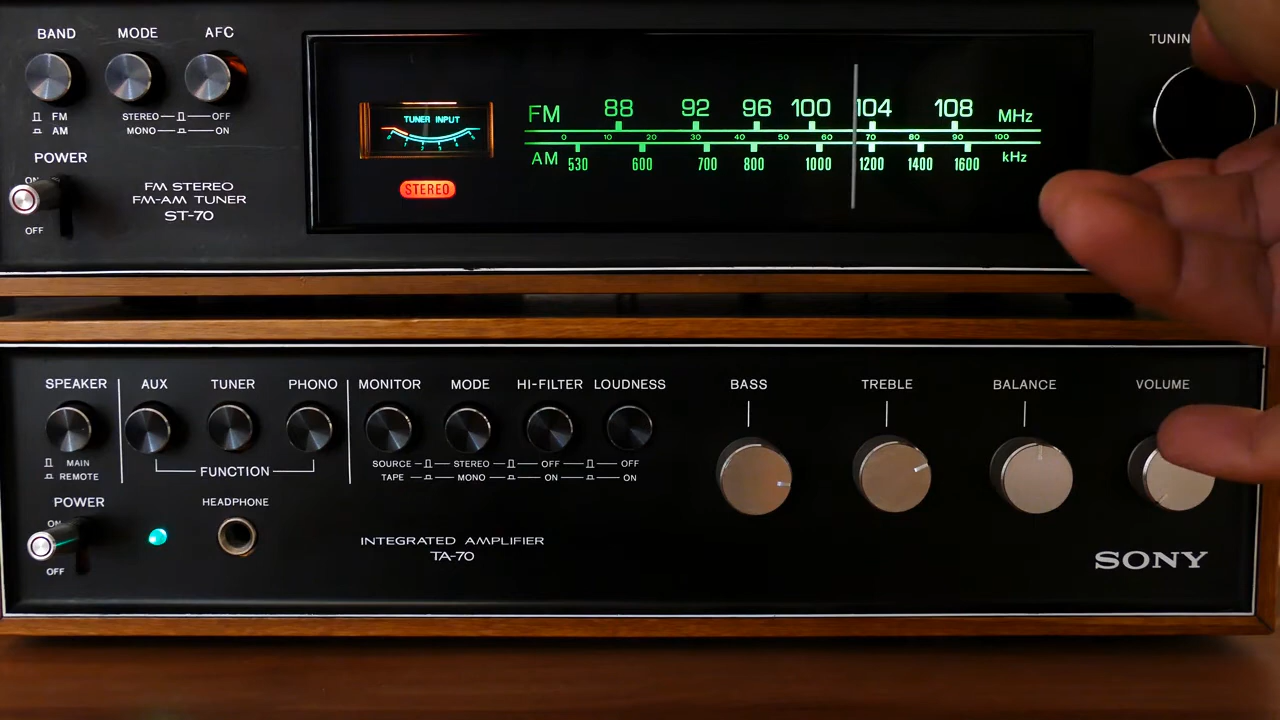 BAND MODE AFC
FM
AM
STEREO OFF
MONO ON
POWER
ON
OFF
FM STEREO
FM-AM TUNER
ST-70
TUNER INPUT
STEREO
FM 88 92 96 100 104 108 MHz
0 10 20 30 40 50 60 70 80 90 100
AM 530 600 700 800 1000 1200 1400 1600 kHz
SPEAKER AUX TUNER PHONO MONITOR MODE HI-FILTER LOUDNESS BASS TREBLE BALANCE VOLUME
MAIN
REMOTE
FUNCTION
SOURCE STEREO OFF OFF
TAPE MONO ON ON
POWER
ON
OFF
HEADPHONE
INTEGRATED AMPLIFIER
TA-70
SONY